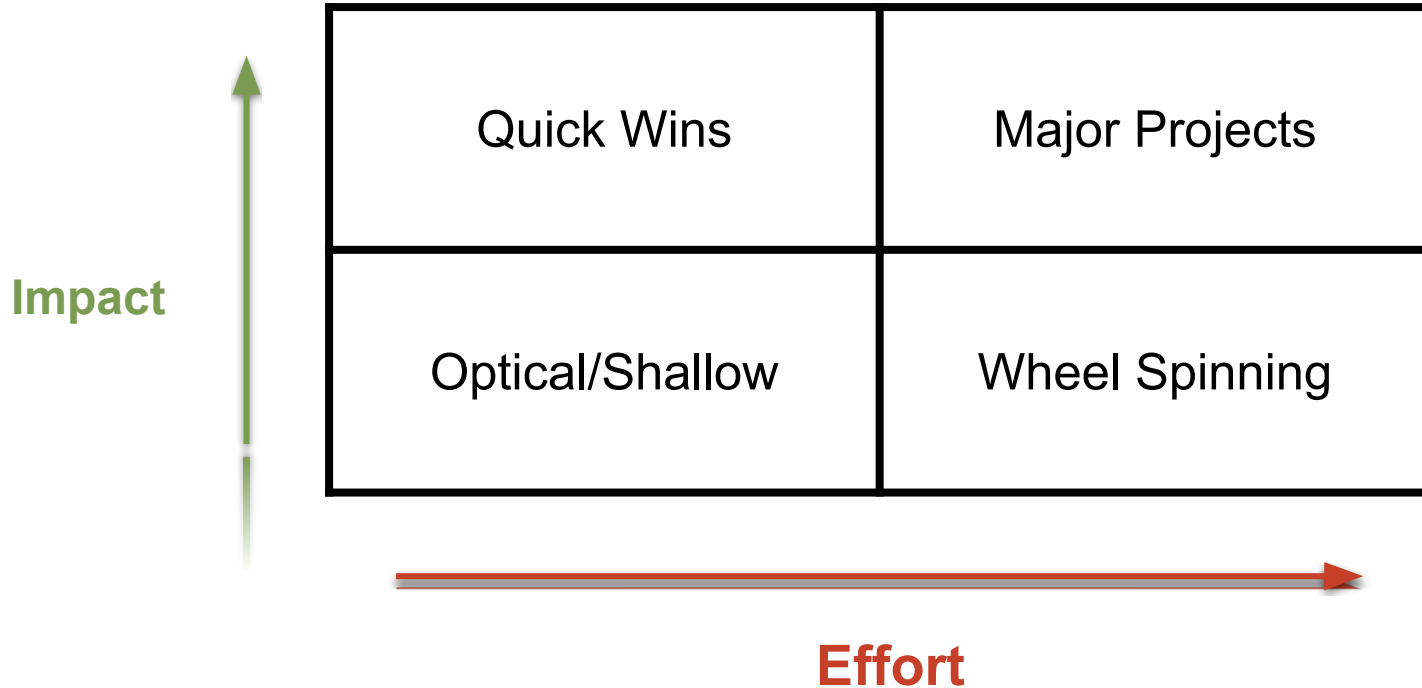 Quick Wins
Major Projects
Impact
Optical/Shallow
Wheel Spinning
Effort